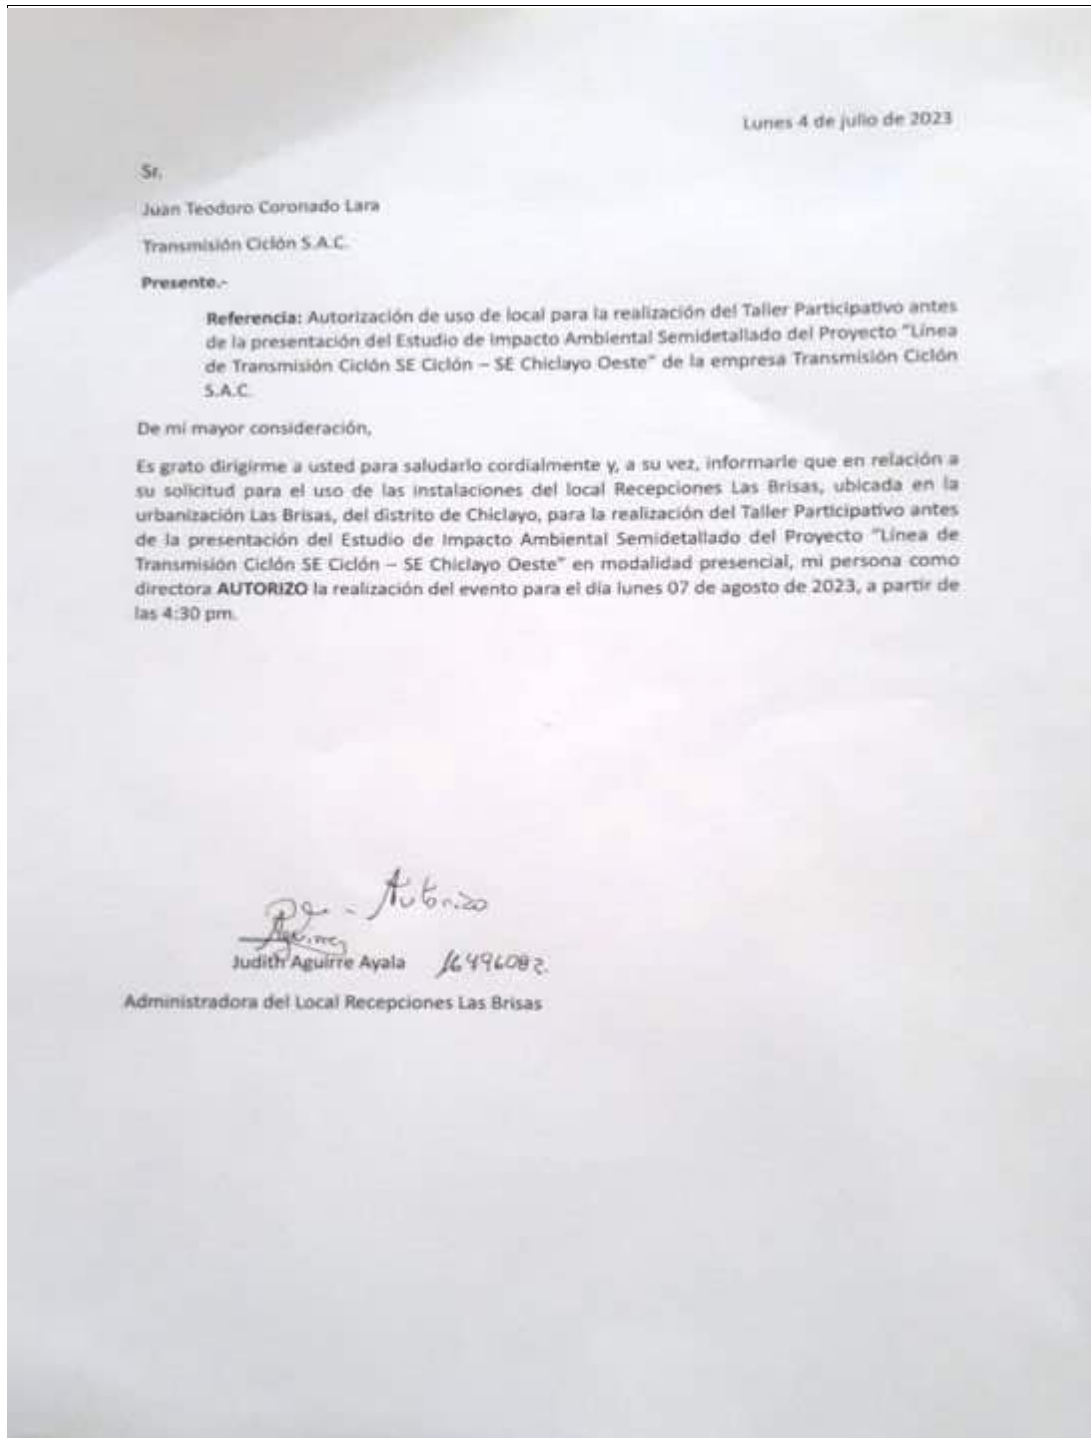 Lunes 4 de julio de 2023
Sr.
Juan Teodoro Coronado Lara
Transmisión Ciclón S.A.C.
Presente.-
Referencia: Autorización de uso de local para la realización del Taller Participativo antes
de la presentación del Estudio de Impacto Ambiental Semidetallado del Proyecto "Línea
de Transmisión Ciclón SE Ciclón – SE Chiclayo Oeste" de la empresa Transmisión Ciclón
S.A.C.
De mi mayor consideración,
Es grato dirigirme a usted para saludarlo cordialmente y, a su vez, informarle que en relación a
su solicitud para el uso de las instalaciones del local Recepciones Las Brisas, ubicada en la
urbanización Las Brisas, del distrito de Chiclayo, para la realización del Taller Participativo antes
de la presentación del Estudio de Impacto Ambiental Semidetallado del Proyecto "Línea de
Transmisión Ciclón SE Ciclón – SE Chiclayo Oeste" en modalidad presencial, mi persona como
directora AUTORIZO la realización del evento para el día lunes 07 de agosto de 2023, a partir de
las 4:30 pm.
Autorizo
Judith Aguirre Ayala 16496082.
Administradora del Local Recepciones Las Brisas